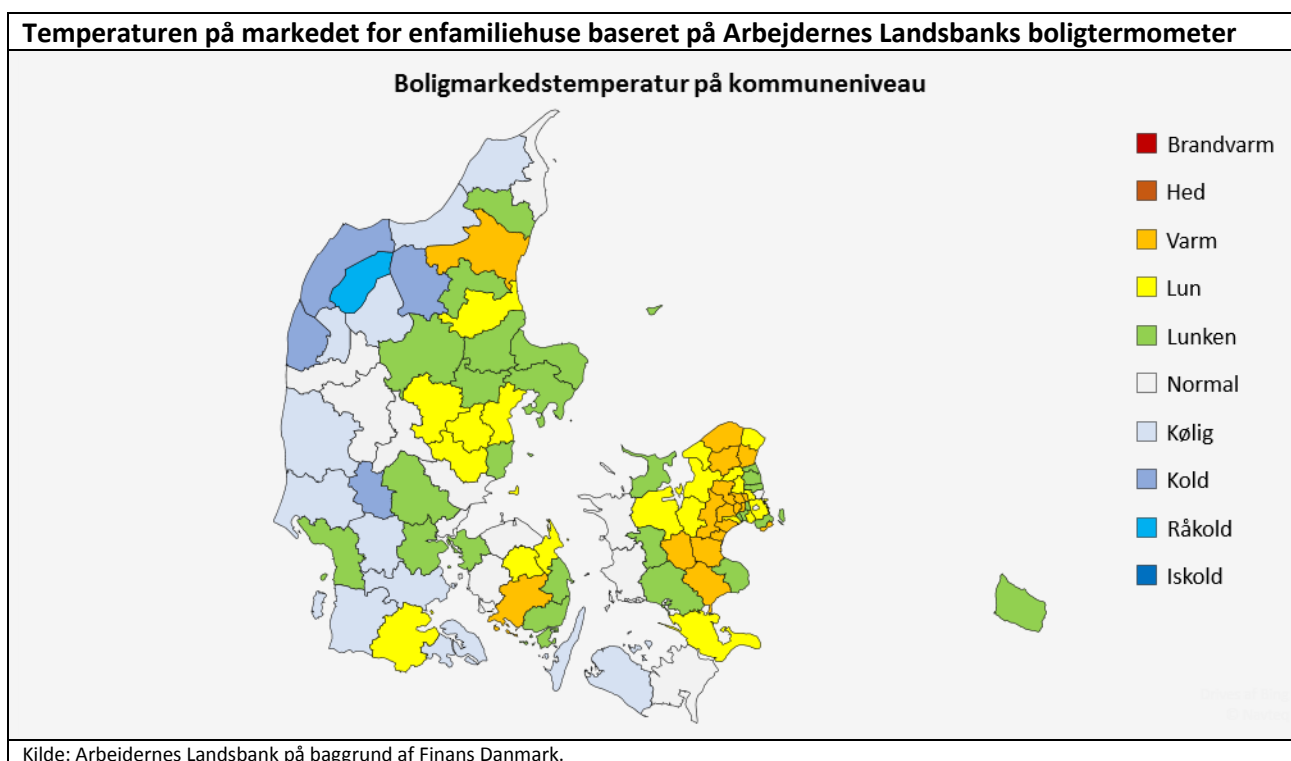 Temperaturen på markedet for enfamiliehuse baseret på Arbejdernes Landsbanks boligtermometer
Boligmarkedstemperatur på kommuneniveau
Brandvarm
Hed
Varm
Lun
Lunken
Normal
Kølig
Kold
Råkold
Iskold
Kilde: Arbejdernes Landsbank på baggrund af Finans Danmark.